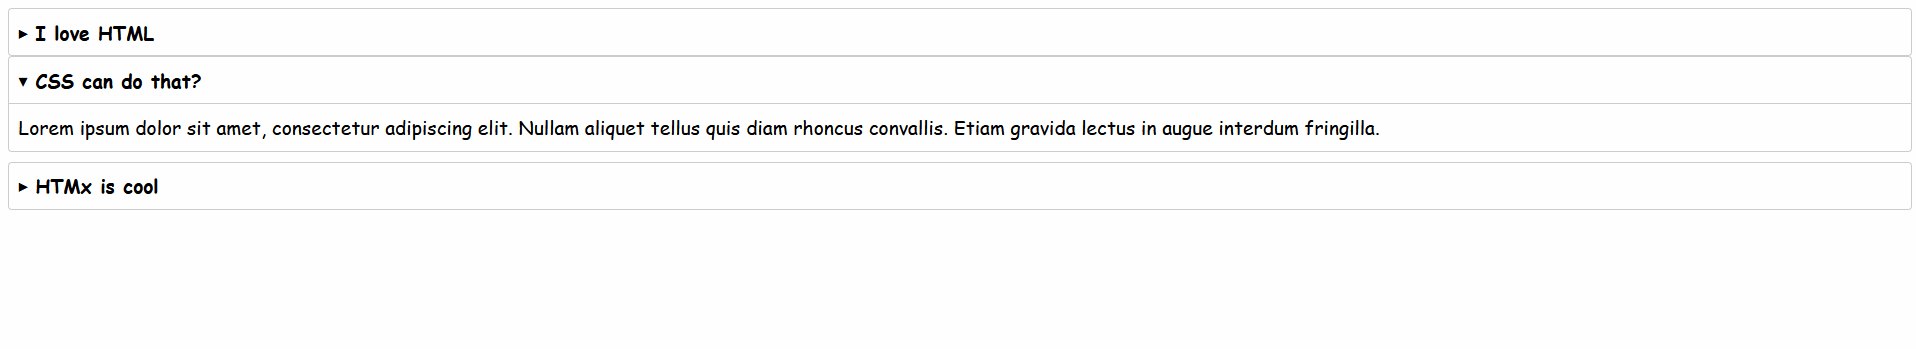 I love HTML
CSS can do that?
Lorem ipsum dolor sit amet, consectetur adipiscing elit. Nullam aliquet tellus quis diam rhoncus convallis. Etiam gravida lectus in augue interdum fringilla.
HTMx is cool